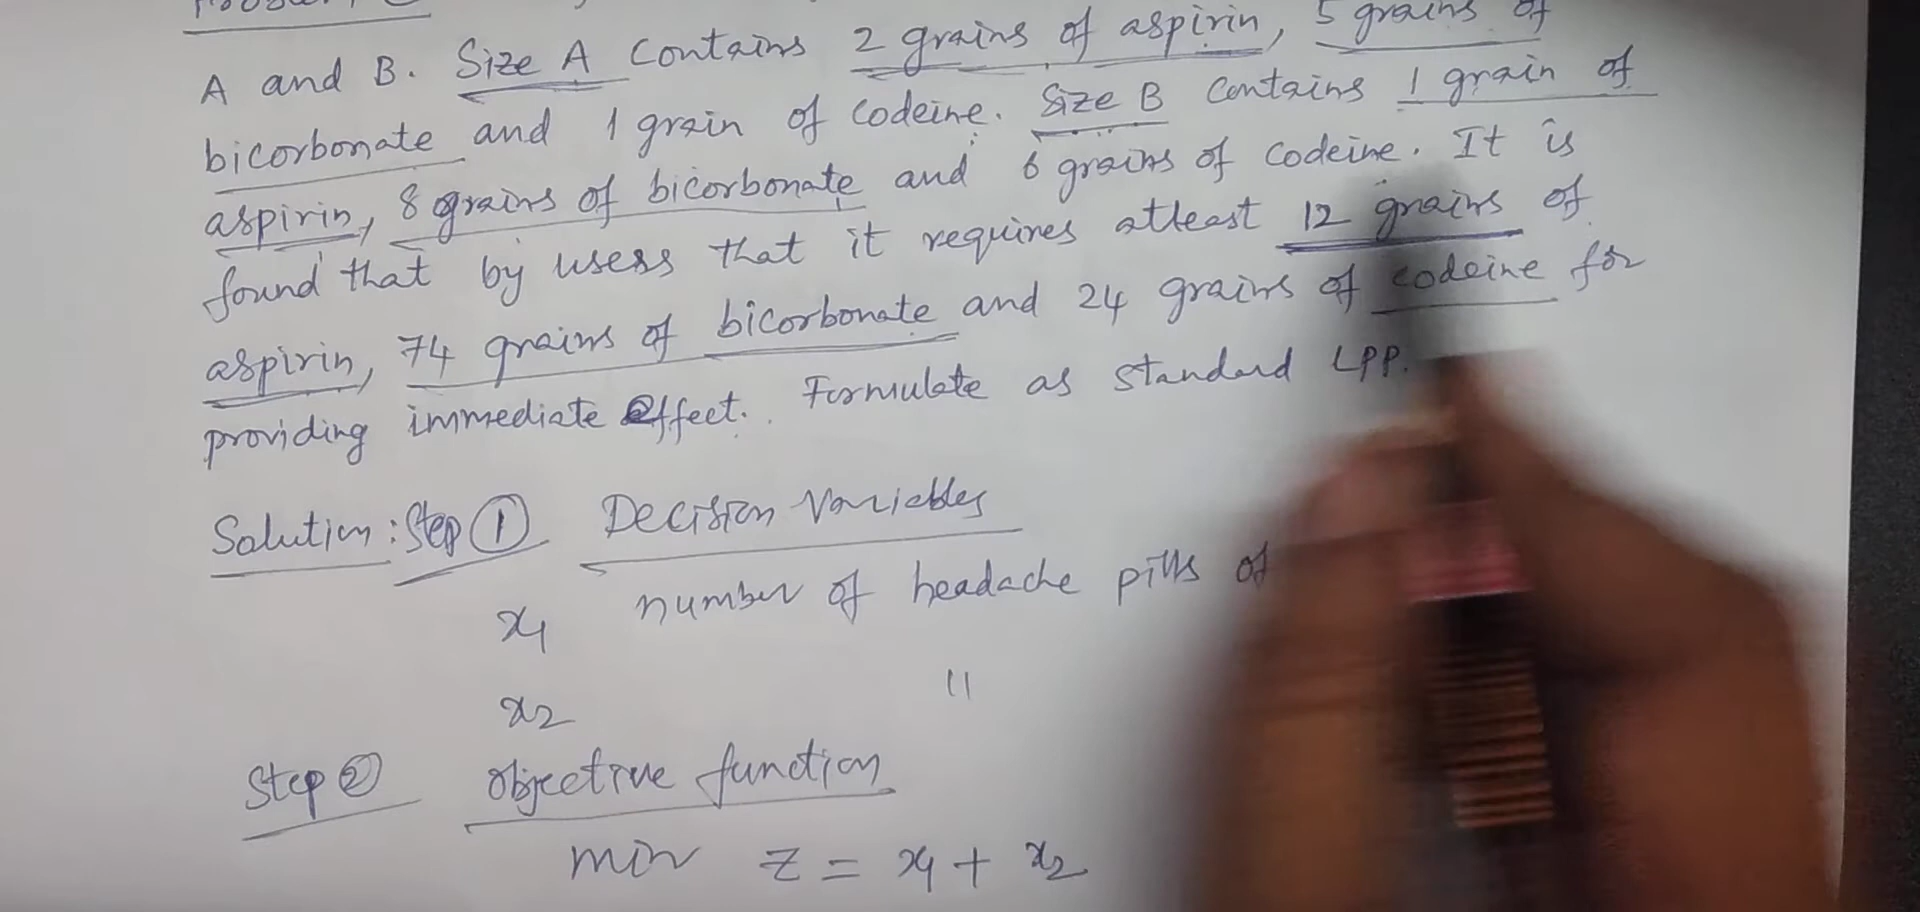 A and B. Size A contains 2 grains of aspirin, 5 grains of
bicorbonate and 1 grain of codeine. Size B contains 1 grain of
aspirin, 8 grains of bicorbonate and 6 grains of codeine. It is
found that by usess that it requires atleast 12 grains of
aspirin, 74 grains of bicorbonate and 24 grains of codeine for
providing immediate effect. Formulate as standard LPP.
Solution : Step ① Decision Variables
x1 number of headache pills of
x2 "
Step ② objective function
min z = x1 + x2